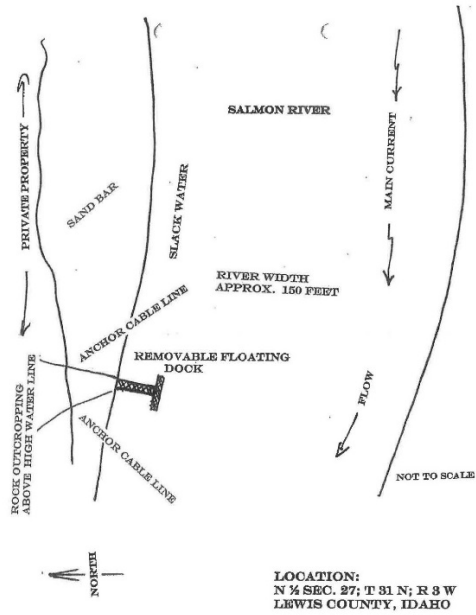 SALMON RIVER
MAIN CURRENT
PRIVATE PROPERTY
SAND BAR
SLACK WATER
RIVER WIDTH
APPROX. 150 FEET
ANCHOR CABLE LINE
REMOVABLE FLOATING
DOCK
ROCK OUTCROPPING
ABOVE HIGH WATER LINE
ANCHOR CABLE LINE
FLOW
NOT TO SCALE
NORTH
LOCATION:
N ½ SEC. 27; T 31 N; R 3 W
LEWIS COUNTY, IDAHO